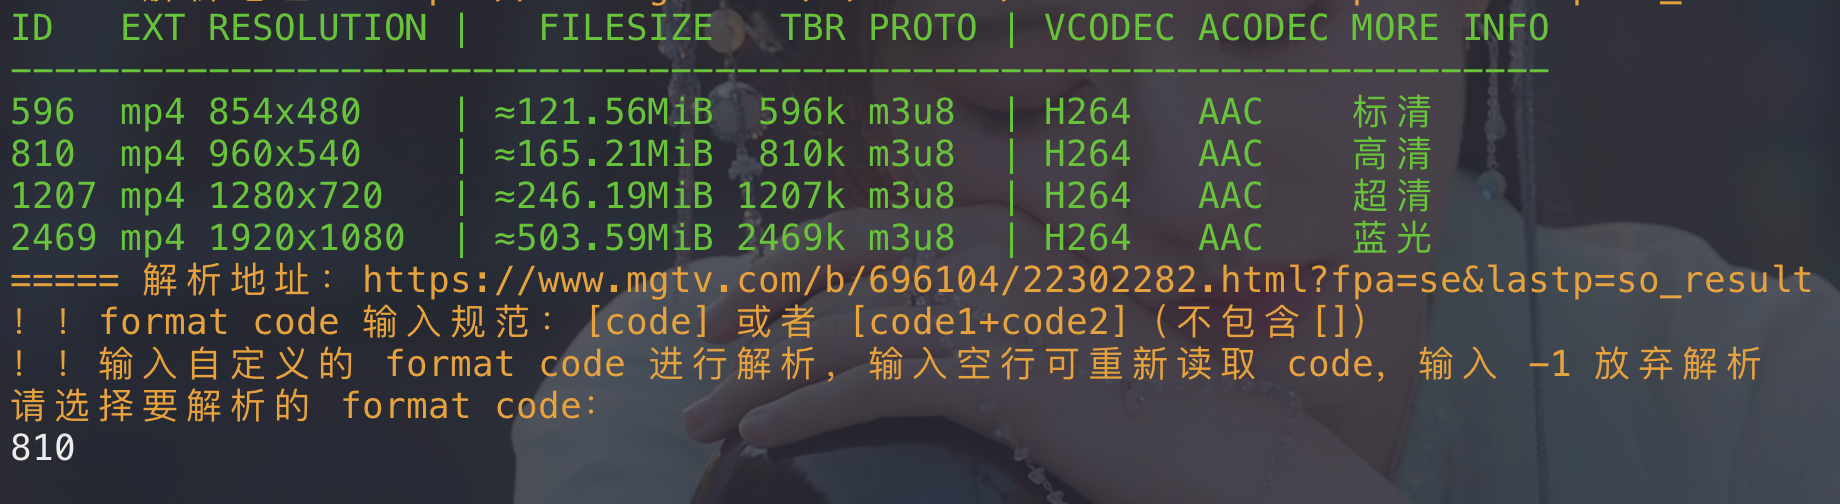 ID   EXT RESOLUTION |   FILESIZE   TBR PROTO | VCODEC ACODEC MORE INFO
----------------------------------------------------------------------
596  mp4 854x480    | ≈121.56MiB  596k m3u8  | H264   AAC    标清
810  mp4 960x540    | ≈165.21MiB  810k m3u8  | H264   AAC    高清
1207 mp4 1280x720   | ≈246.19MiB 1207k m3u8  | H264   AAC    超清
2469 mp4 1920x1080  | ≈503.59MiB 2469k m3u8  | H264   AAC    蓝光
===== 解析地址: https://www.mgtv.com/b/696104/22302282.html?fpa=se&lastp=so_result
！！format code 输入规范: [code] 或者 [code1+code2] (不包含[])
！！输入自定义的 format code 进行解析, 输入空行可重新读取 code, 输入 -1 放弃解析
请选择要解析的 format code:
810